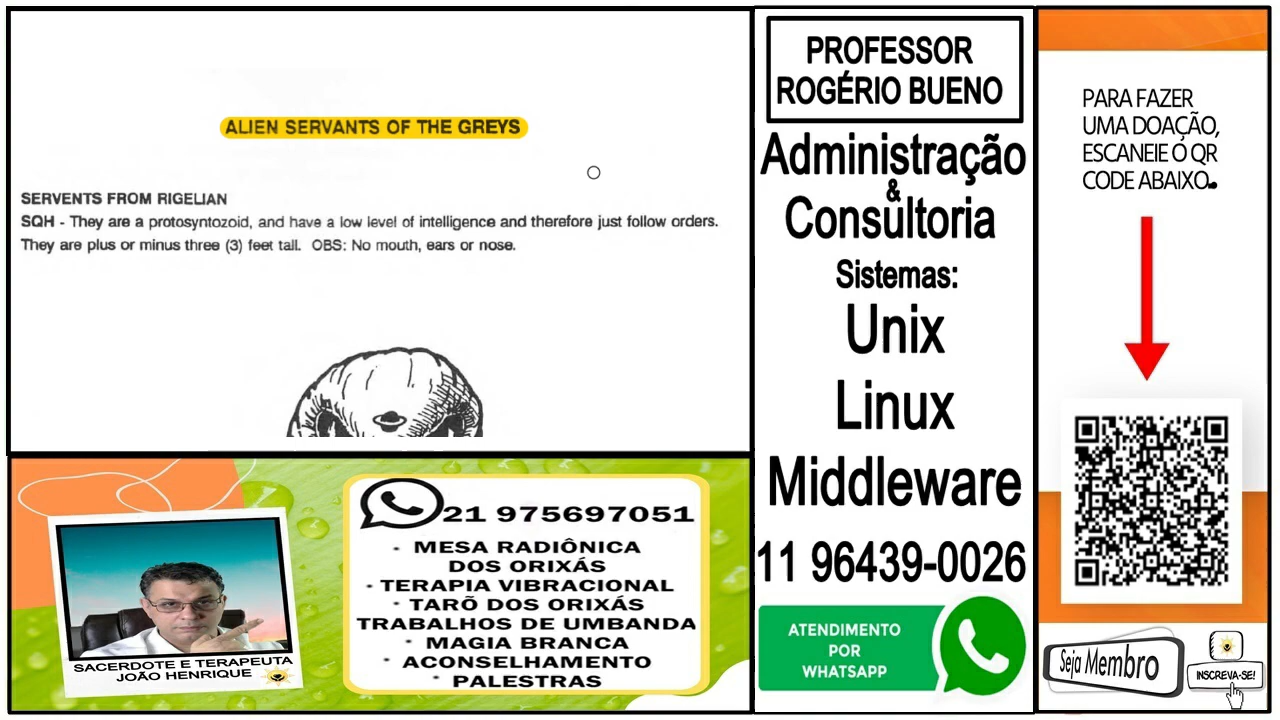 ALIEN SERVANTS OF THE GREYS
SERVENTS FROM RIGELIAN
SQH - They are a protosyntozoid, and have a low level of intelligence and therefore just follow orders.
They are plus or minus three (3) feet tall. OBS: No mouth, ears or nose.
SACERDOTE E TERAPEUTA
JOÃO HENRIQUE
21 975697051
· MESA RADIÔNICA
DOS ORIXÁS
· TERAPIA VIBRACIONAL
· TARÕ DOS ORIXÁS
TRABALHOS DE UMBANDA
· MAGIA BRANCA
· ACONSELHAMENTO
· PALESTRAS
PROFESSOR
ROGÉRIO BUENO
Administração
&
Consultoria
Sistemas:
Unix
Linux
Middleware
11 96439-0026
ATENDIMENTO
POR
WHATSAPP
PARA FAZER
UMA DOAÇÃO,
ESCANEIE O QR
CODE ABAIXO.
Seja Membro
INSCREVA-SE!